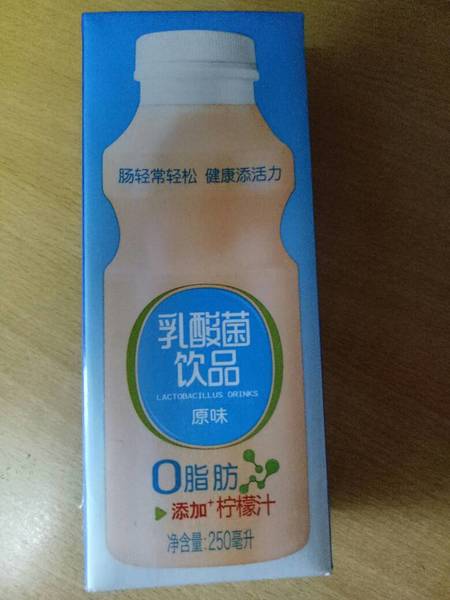 肠轻常轻松 健康添活力
乳酸菌
饮品
LACTOBACILLUS DRINKS
原味
0脂肪
添加+柠檬汁
净含量:250毫升